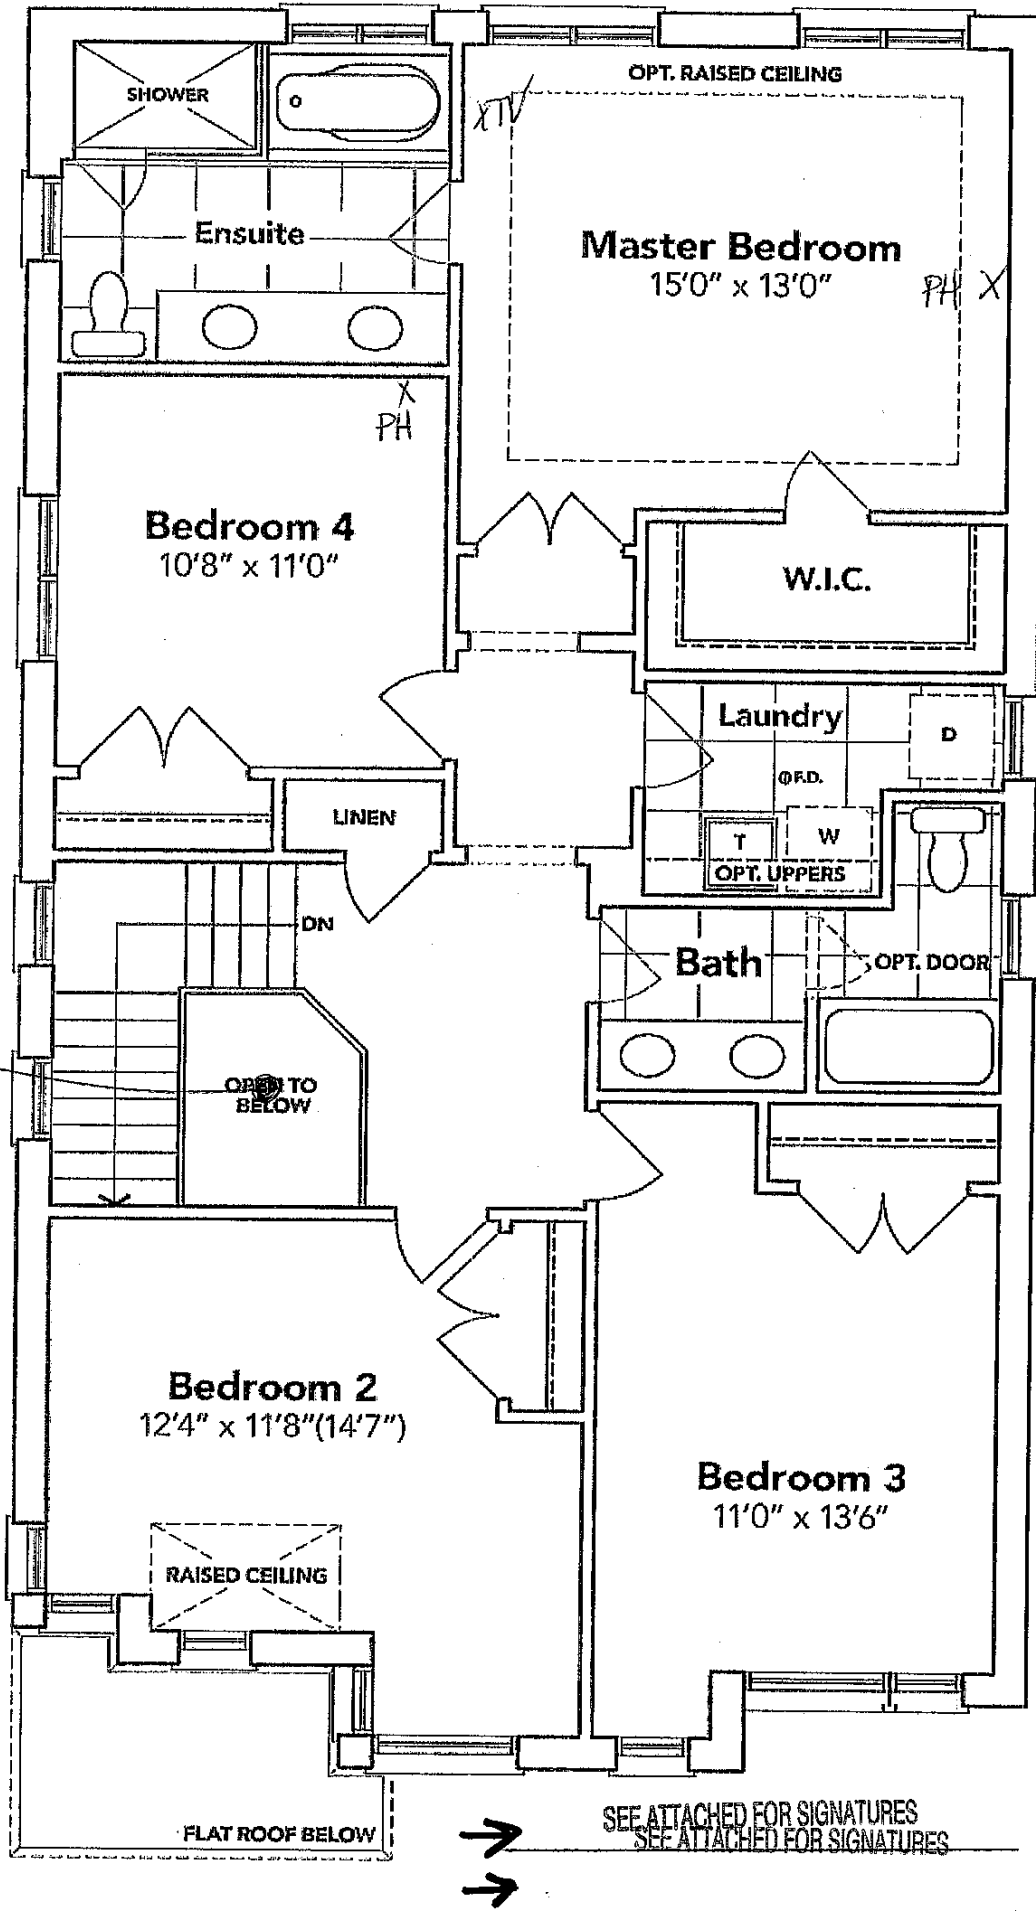 OPT. RAISED CEILING
SHOWER
XTV
Ensuite
Master Bedroom
15'0" x 13'0"
PH X
X
PH
Bedroom 4
10'8" x 11'0"
W.I.C.
Laundry
D
F.D.
LINEN
T
W
OPT. UPPERS
DN
Bath
OPT. DOOR
OPEN TO
BELOW
Bedroom 2
12'4" x 11'8"(14'7")
Bedroom 3
11'0" x 13'6"
RAISED CEILING
FLAT ROOF BELOW
SEE ATTACHED FOR SIGNATURES
SEE ATTACHED FOR SIGNATURES